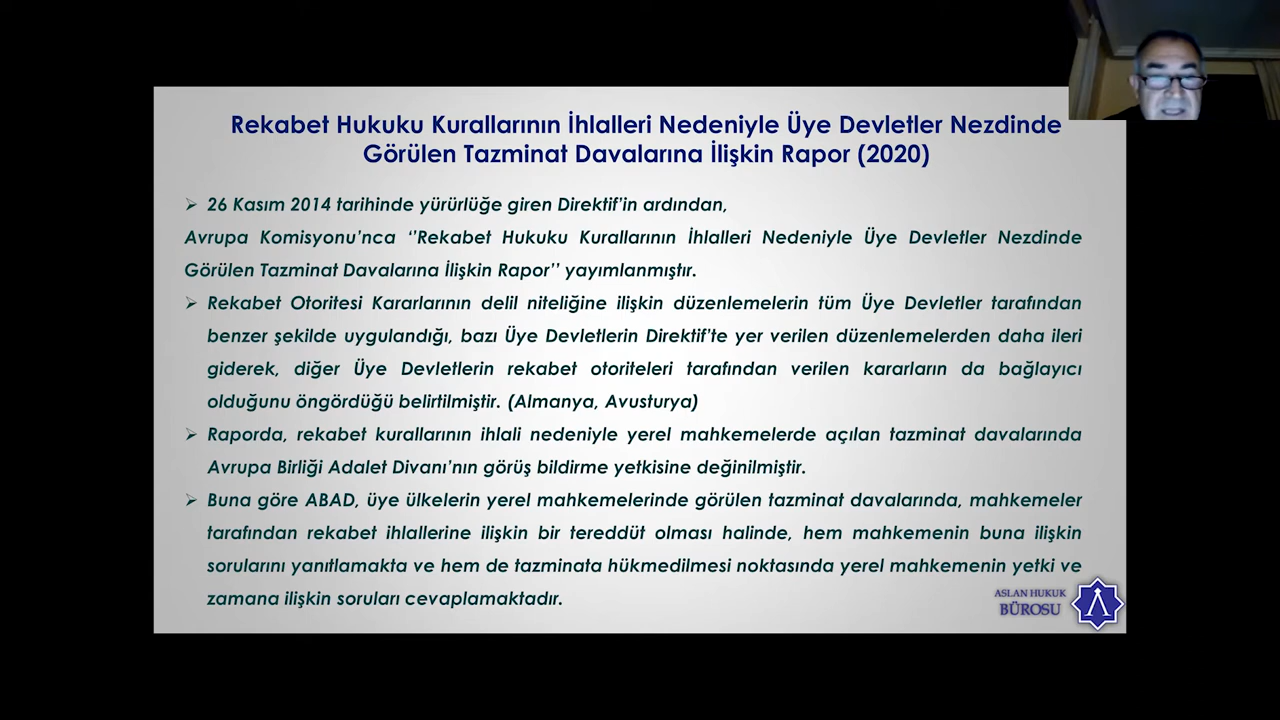 Rekabet Hukuku Kurallarının İhlalleri Nedeniyle Üye Devletler Nezdinde
Görülen Tazminat Davalarına İlişkin Rapor (2020)
➢ 26 Kasım 2014 tarihinde yürürlüğe giren Direktif’in ardından,
Avrupa Komisyonu’nca ‘’Rekabet Hukuku Kurallarının İhlalleri Nedeniyle Üye Devletler Nezdinde
Görülen Tazminat Davalarına İlişkin Rapor’’ yayımlanmıştır.
➢ Rekabet Otoritesi Kararlarının delil niteliğine ilişkin düzenlemelerin tüm Üye Devletler tarafından
benzer şekilde uygulandığı, bazı Üye Devletlerin Direktif’te yer verilen düzenlemelerden daha ileri
giderek, diğer Üye Devletlerin rekabet otoriteleri tarafından verilen kararların da bağlayıcı
olduğunu öngördüğü belirtilmiştir. (Almanya, Avusturya)
➢ Raporda, rekabet kurallarının ihlali nedeniyle yerel mahkemelerde açılan tazminat davalarında
Avrupa Birliği Adalet Divanı’nın görüş bildirme yetkisine değinilmiştir.
➢ Buna göre ABAD, üye ülkelerin yerel mahkemelerinde görülen tazminat davalarında, mahkemeler
tarafından rekabet ihlallerine ilişkin bir tereddüt olması halinde, hem mahkemenin buna ilişkin
sorularını yanıtlamakta ve hem de tazminata hükmedilmesi noktasında yerel mahkemenin yetki ve
zamana ilişkin soruları cevaplamaktadır.
ASLAN HUKUK
BÜROSU